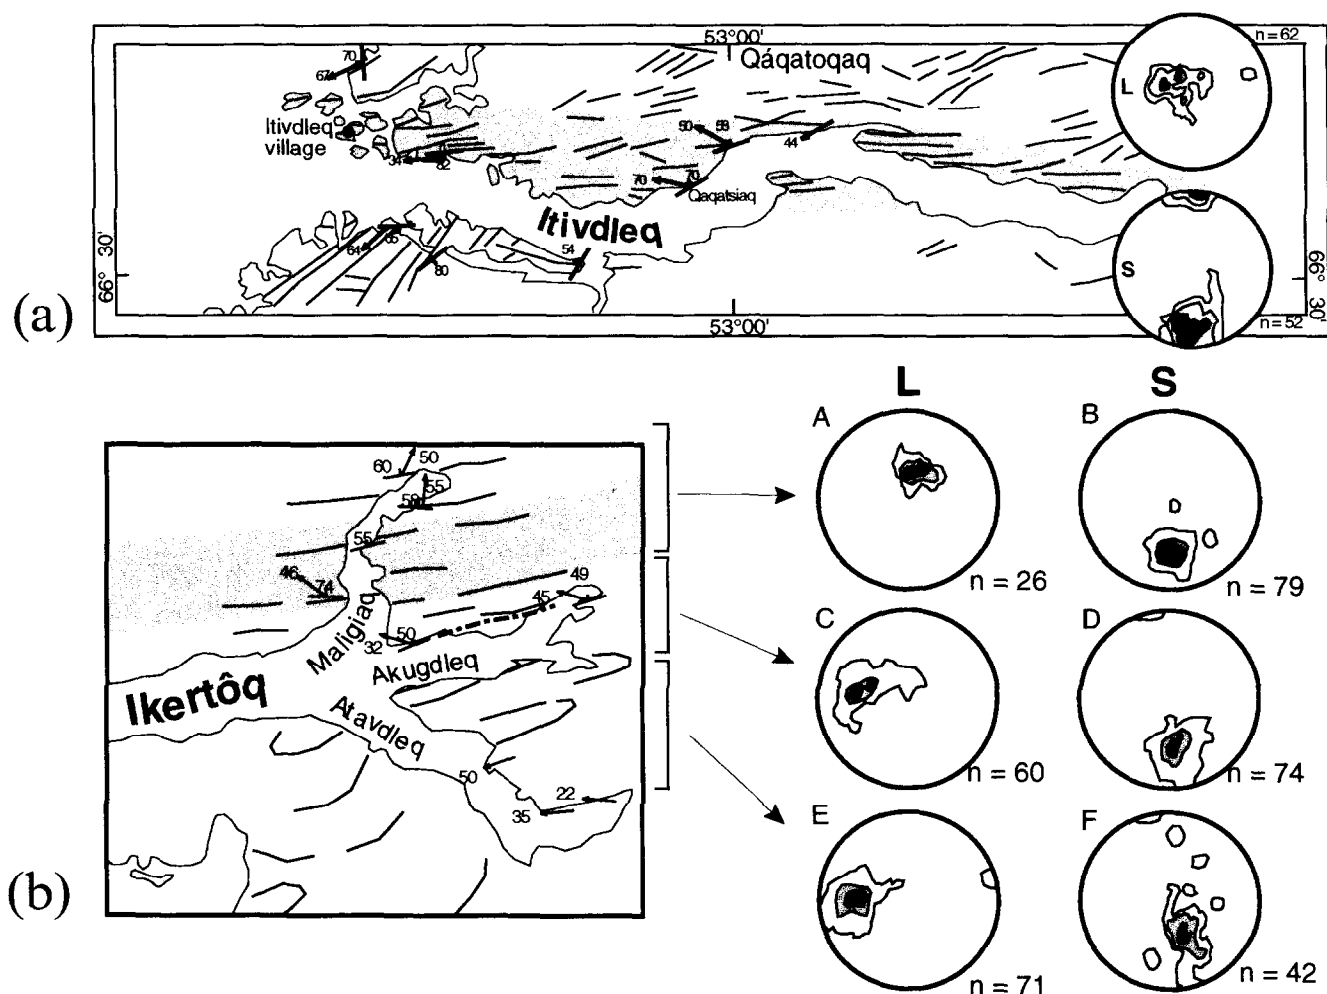 53°00'
n=62
Qáqatoqaq
70
67
L
Itivdleq
village
50
58
44
34
82
70
70
Qaqatsiaq
Itivdleq
65
64
54
80
S
66° 30'
66° 30'
(a)
53°00'
n=52
L
S
A
B
60
50
55
58
D
55
n = 26
n = 79
46
74
49
45
C
D
50
32
Maligiaq
Akugdleq
Ikertôq
Atavdleq
n = 60
n = 74
50
22
35
E
F
(b)
n = 71
n = 42